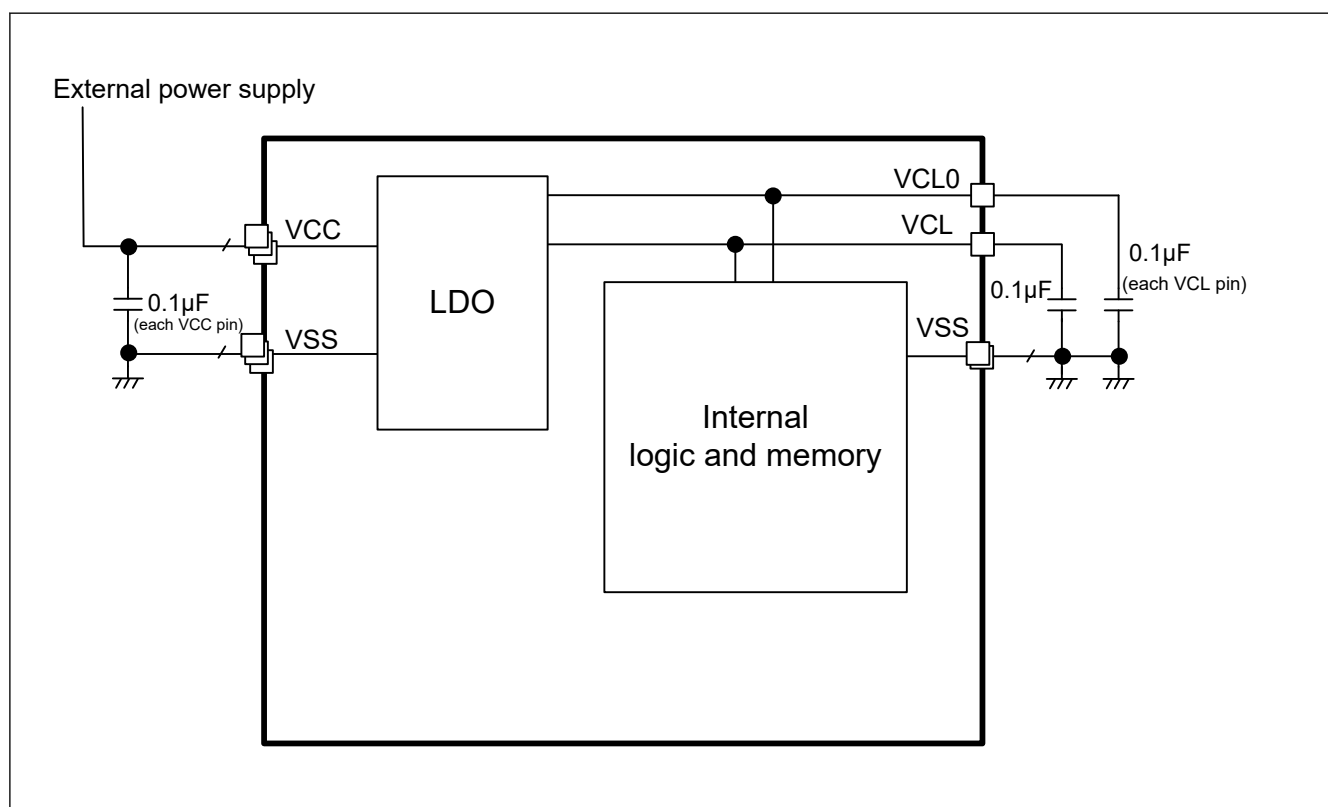 External power supply
VCL0
VCC
VCL
0.1µF
(each VCL pin)
LDO
0.1µF
0.1µF
(each VCC pin)
VSS
VSS
Internal
logic and memory